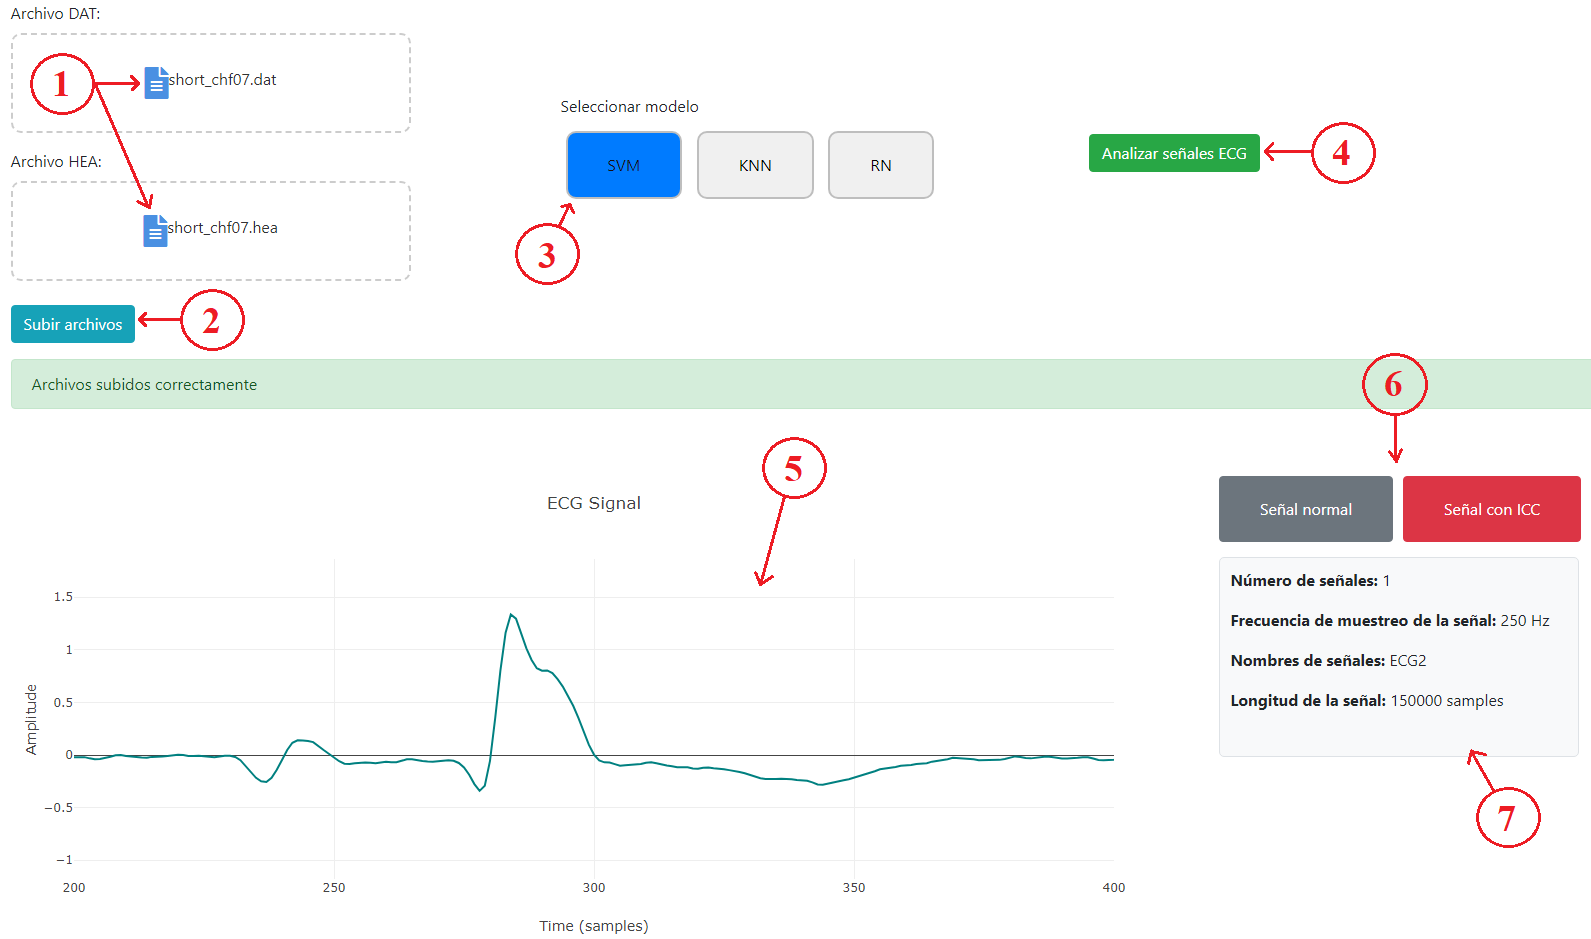 Archivo DAT:
1
short_chf07.dat
Archivo HEA:
short_chf07.hea
Seleccionar modelo
SVM
KNN
RN
3
Analizar señales ECG
4
Subir archivos
2
Archivos subidos correctamente
6
5
ECG Signal
Amplitude
1.5
1
0.5
0
−0.5
−1
200
250
300
350
400
Time (samples)
Señal normal
Señal con ICC
Número de señales: 1
Frecuencia de muestreo de la señal: 250 Hz
Nombres de señales: ECG2
Longitud de la señal: 150000 samples
7